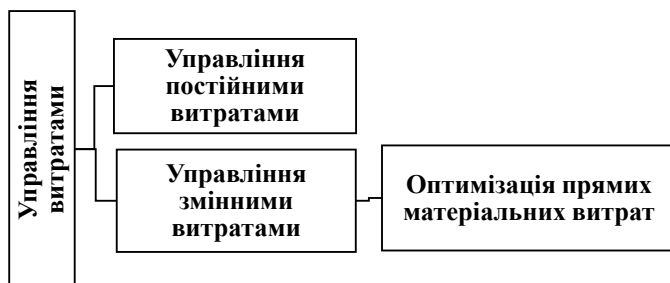 Управління
витратами
Управління
постійними
витратами
Управління
змінними
витратами
Оптимізація прямих
матеріальних витрат